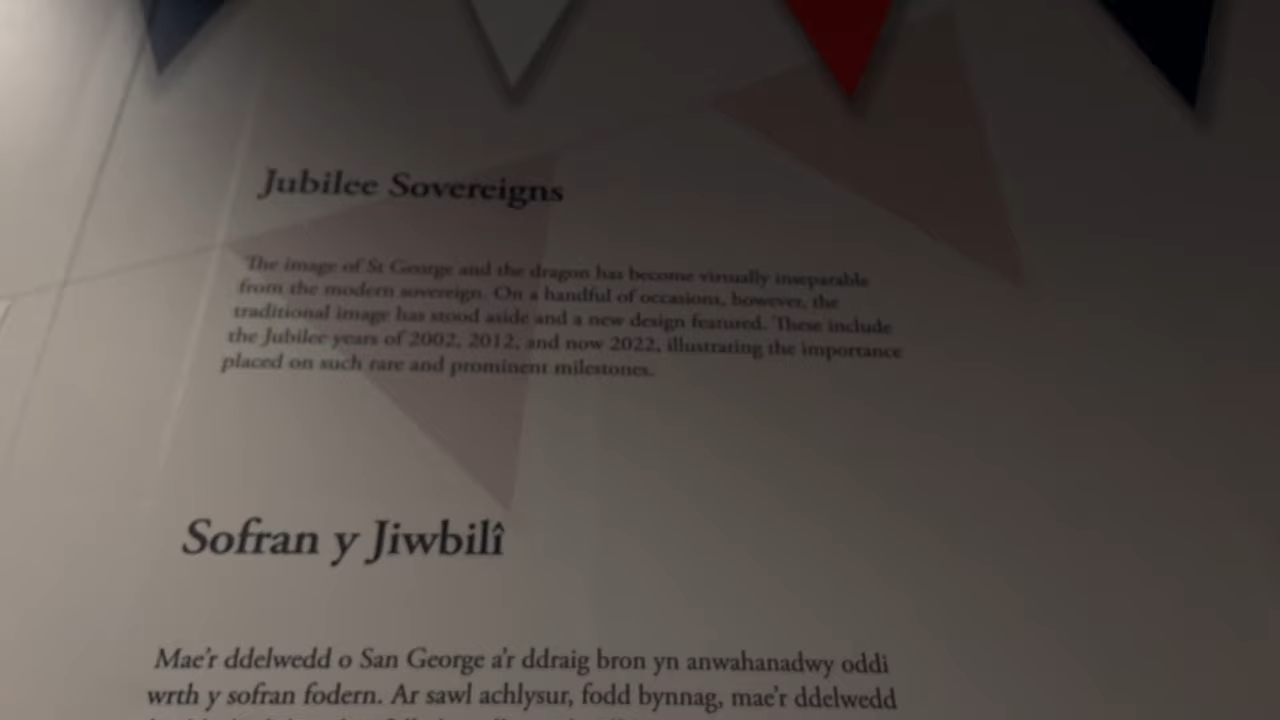 Jubilee Sovereigns
The image of St George and the dragon has become virtually inseparable
from the modern sovereign. On a handful of occasions, however, the
traditional image has stood aside and a new design featured. These include
the Jubilee years of 2002, 2012, and now 2022, illustrating the importance
placed on such rare and prominent milestones.
Sofran y Jiwbilî
Mae'r ddelwedd o San George a'r ddraig bron yn anwahanadwy oddi
wrth y sofran fodern. Ar sawl achlysur, fodd bynnag, mae'r ddelwedd